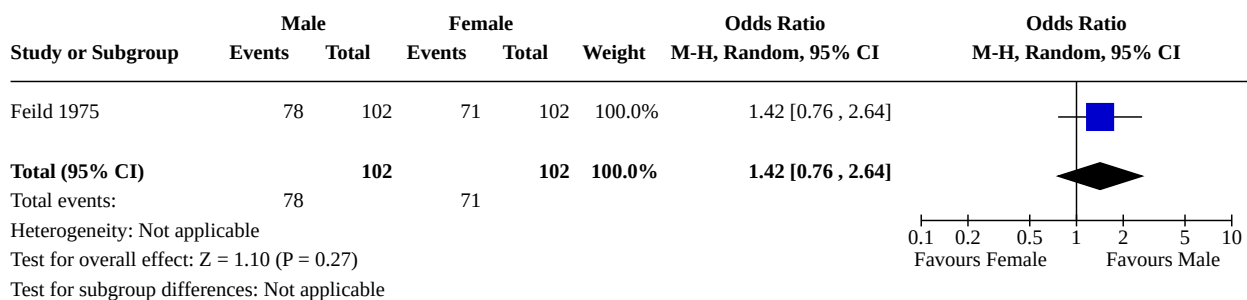 Male Female Odds Ratio Odds Ratio
Study or Subgroup Events Total Events Total Weight M-H, Random, 95% CI M-H, Random, 95% CI
Feild 1975 78 102 71 102 100.0% 1.42 [0.76 , 2.64]
Total (95% CI) 102 102 100.0% 1.42 [0.76 , 2.64]
Total events: 78 71
Heterogeneity: Not applicable
0.1 0.2 0.5 1 2 5 10
Test for overall effect: Z = 1.10 (P = 0.27)
Favours Female Favours Male
Test for subgroup differences: Not applicable